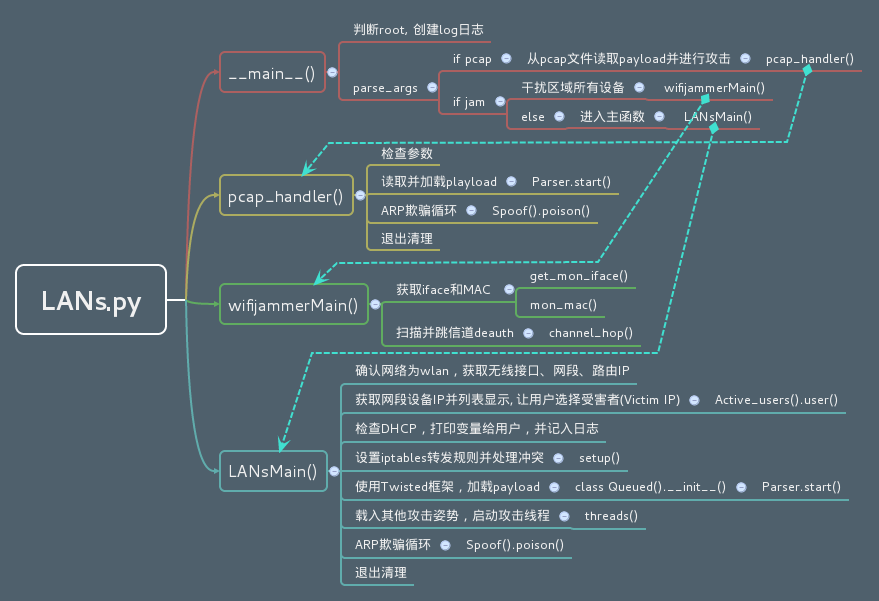 LANs.py
__main__()
判断root, 创建log日志
parse_args
if pcap
从pcap文件读取payload并进行攻击
pcap_handler()
if jam
干扰区域所有设备
wifijammerMain()
else
进入主函数
LANsMain()
pcap_handler()
检查参数
读取并加载playload
Parser.start()
ARP欺骗循环
Spoof().poison()
退出清理
wifijammerMain()
获取iface和MAC
get_mon_iface()
mon_mac()
扫描并跳信道deauth
channel_hop()
LANsMain()
确认网络为wlan，获取无线接口、网段、路由IP
获取网段设备IP并列表显示, 让用户选择受害者(Victim IP)
Active_users().user()
检查DHCP，打印变量给用户，并记入日志
设置iptables转发规则并处理冲突
setup()
使用Twisted框架，加载payload
class Queued().__init__()
Parser.start()
载入其他攻击姿势，启动攻击线程
threads()
ARP欺骗循环
Spoof().poison()
退出清理